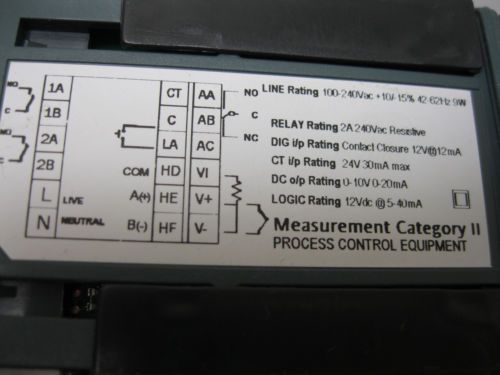 NO
C
NO
C
1A
1B
2A
2B
L LIVE
N NEUTRAL
COM
A(+)
B(-)
CT AA
C AB
LA AC
HD VI
HE V+
HF V-
NO
C
NC
LINE Rating 100-240Vac +10/-15% 42-62Hz 9W
RELAY Rating 2A 240Vac Resistive
DIG i/p Rating Contact Closure 12V@12mA
CT i/p Rating 24V 30mA max
DC o/p Rating 0-10V 0-20mA
LOGIC Rating 12Vdc @ 5-40mA
Measurement Category II
PROCESS CONTROL EQUIPMENT